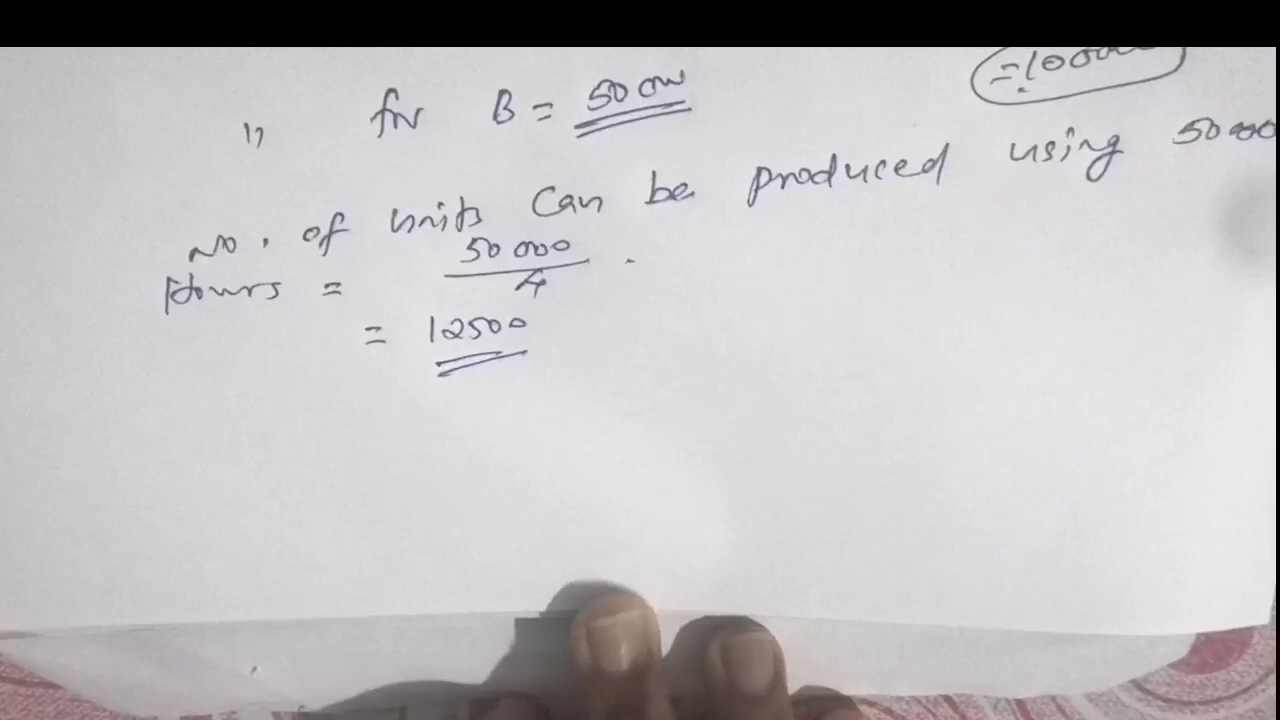 =10000
" for B = 50000
No. of units can be produced using 50000
Hours = 50000 / 4 .
= 12500